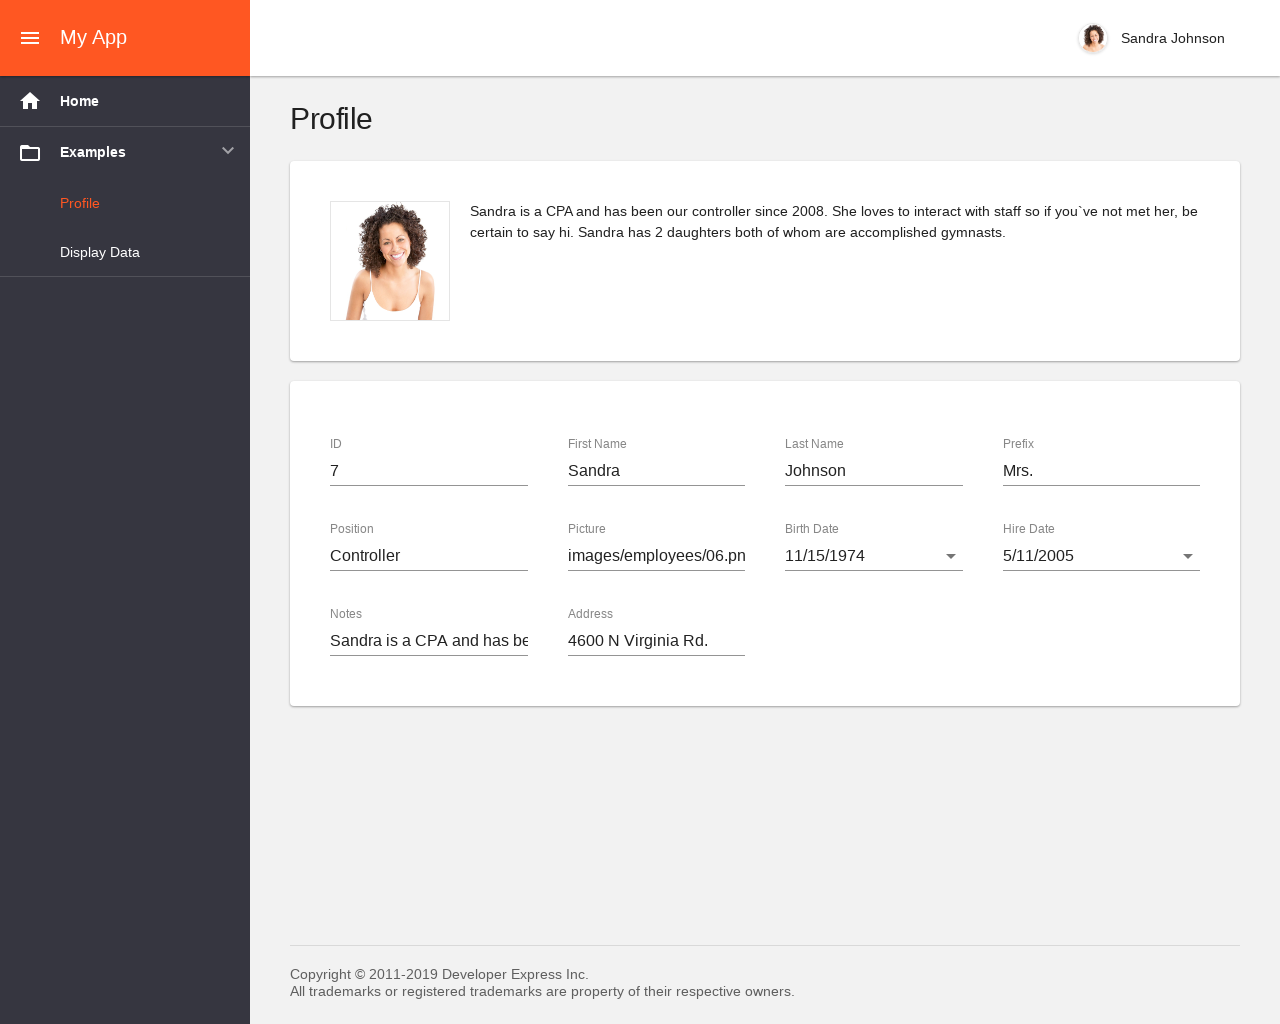 My App
Sandra Johnson
Home
Examples
Profile
Display Data
Profile
Sandra is a CPA and has been our controller since 2008. She loves to interact with staff so if you`ve not met her, be
certain to say hi. Sandra has 2 daughters both of whom are accomplished gymnasts.
ID
7
First Name
Sandra
Last Name
Johnson
Prefix
Mrs.
Position
Controller
Picture
images/employees/06.pn
Birth Date
11/15/1974
Hire Date
5/11/2005
Notes
Sandra is a CPA and has be
Address
4600 N Virginia Rd.
Copyright © 2011-2019 Developer Express Inc.
All trademarks or registered trademarks are property of their respective owners.